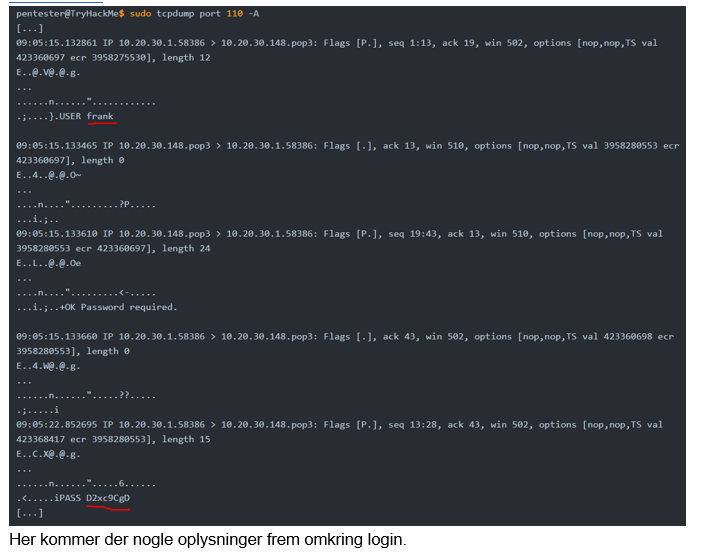 pentester@TryHackMe$ sudo tcpdump port 110 -A
[...]
09:05:15.132861 IP 10.20.30.1.58386 > 10.20.30.148.pop3: Flags [P.], seq 1:13, ack 19, win 502, options [nop,nop,TS val
423360697 ecr 3958275530], length 12
E..@.V@.@.g.
...
......n......"............
.;....}.USER frank
09:05:15.133465 IP 10.20.30.148.pop3 > 10.20.30.1.58386: Flags [.], ack 13, win 510, options [nop,nop,TS val 3958280553 ecr
423360697], length 0
E..4..@.@.O~
...
....n....".........?P.....
...i.;..
09:05:15.133610 IP 10.20.30.148.pop3 > 10.20.30.1.58386: Flags [P.], seq 19:43, ack 13, win 510, options [nop,nop,TS val
3958280553 ecr 423360697], length 24
E..L..@.@.Oe
...
....n....".........<-.....
...i.;..+OK Password required.
09:05:15.133660 IP 10.20.30.1.58386 > 10.20.30.148.pop3: Flags [.], ack 43, win 502, options [nop,nop,TS val 423360698 ecr
3958280553], length 0
E..4.W@.@.g.
...
......n......".....??.....
.;.....i
09:05:22.852695 IP 10.20.30.1.58386 > 10.20.30.148.pop3: Flags [P.], seq 13:28, ack 43, win 502, options [nop,nop,TS val
423368417 ecr 3958280553], length 15
E..C.X@.@.g.
...
......n......".....6......
.<.....iPASS D2xc9CgD
[...]
Her kommer der nogle oplysninger frem omkring login.